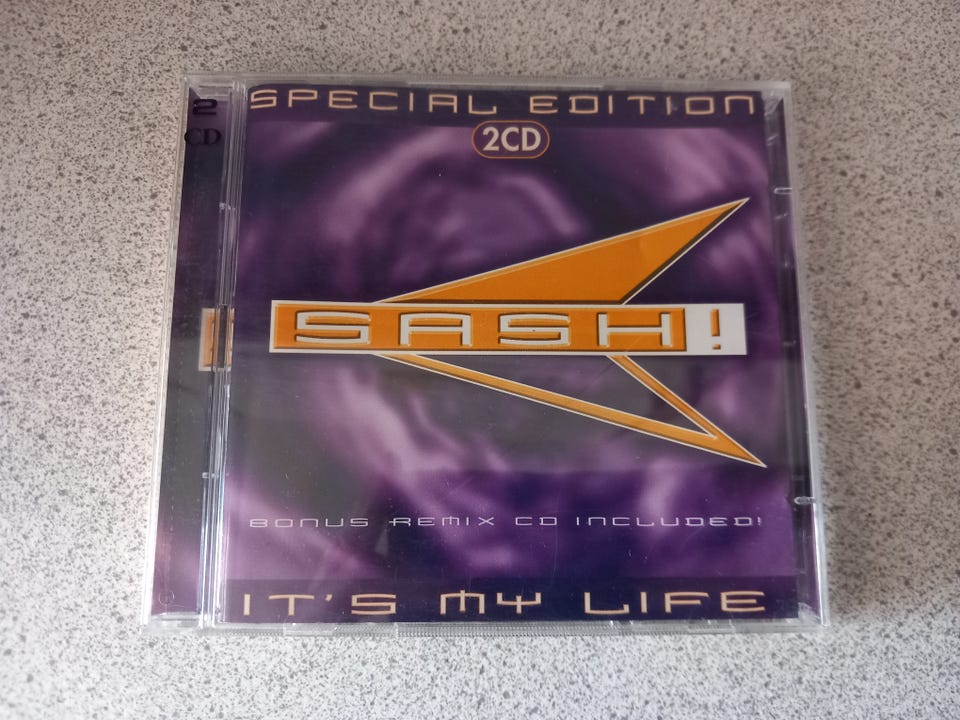 2
CD
SPECIAL EDITION
2CD
SASH!
BONUS REMIX CD INCLUDED!
IT'S MY LIFE